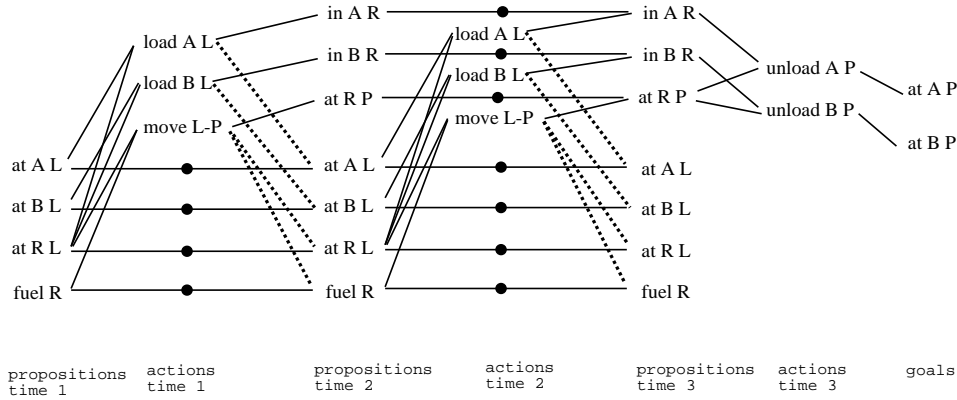 in A R
in A R
load A L
load A L
in B R
in B R
unload A P
load B L
load B L
at A P
at R P
at R P
unload B P
move L-P
move L-P
at B P
at A L
at A L
at A L
at B L
at B L
at B L
at R L
at R L
at R L
fuel R
fuel R
fuel R
propositions
time 1
actions
time 1
propositions
time 2
actions
time 2
propositions
time 3
actions
time 3
goals